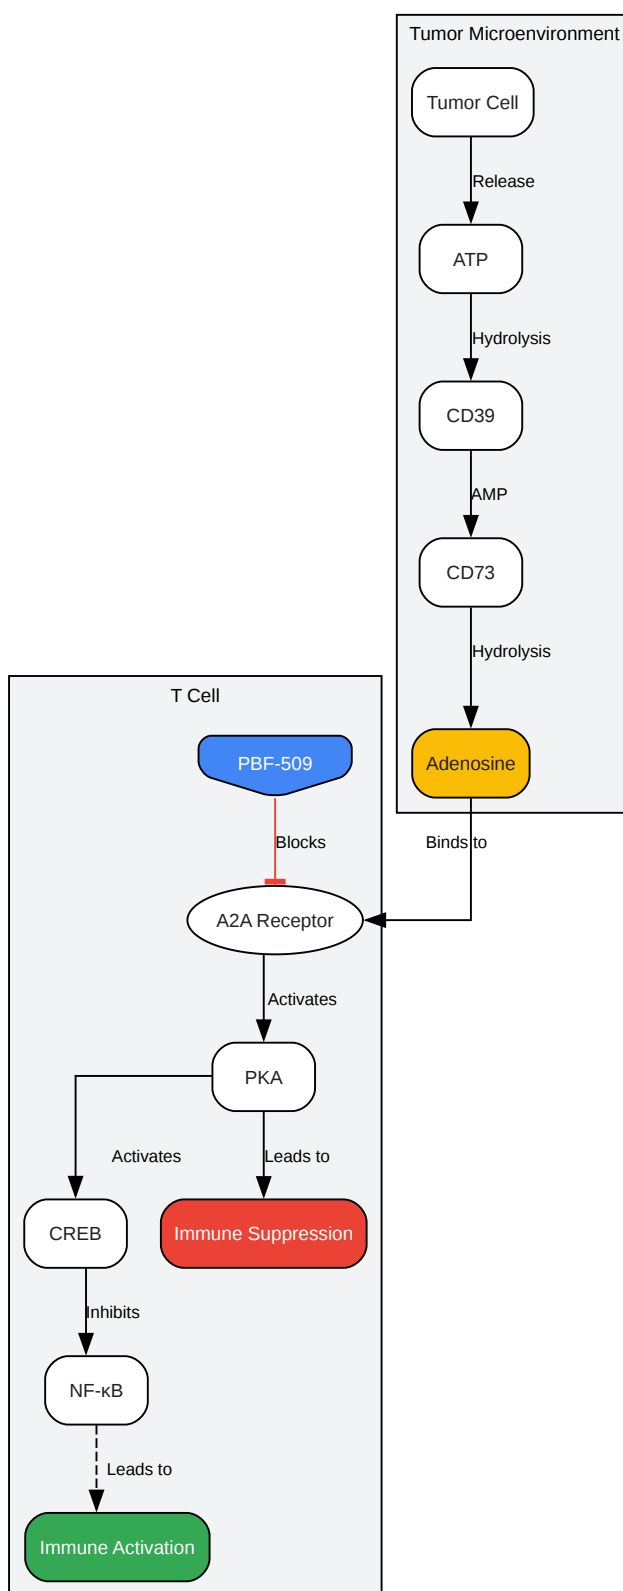 Tumor Microenvironment
Tumor Cell
Release
ATP
Hydrolysis
CD39
AMP
CD73
Hydrolysis
Adenosine
Binds to
T Cell
PBF-509
Blocks
A2A Receptor
Activates
PKA
Activates
Leads to
CREB
Immune Suppression
Inhibits
NF-κB
Leads to
Immune Activation